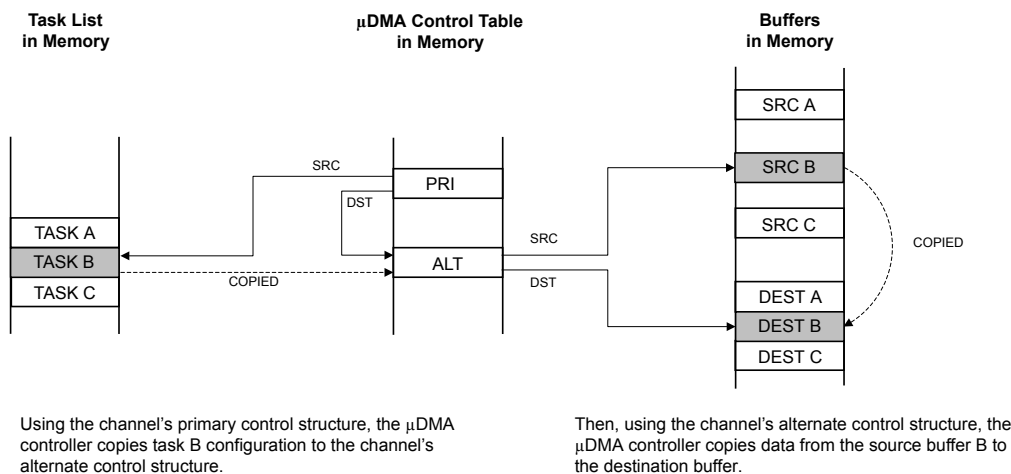 Task List
in Memory
μDMA Control Table
in Memory
Buffers
in Memory
SRC A
SRC B
SRC C
DEST A
DEST B
DEST C
SRC
PRI
DST
ALT
TASK A
TASK B
TASK C
COPIED
SRC
DST
COPIED
Using the channel's primary control structure, the μDMA
controller copies task B configuration to the channel's
alternate control structure.
Then, using the channel's alternate control structure, the
μDMA controller copies data from the source buffer B to
the destination buffer.